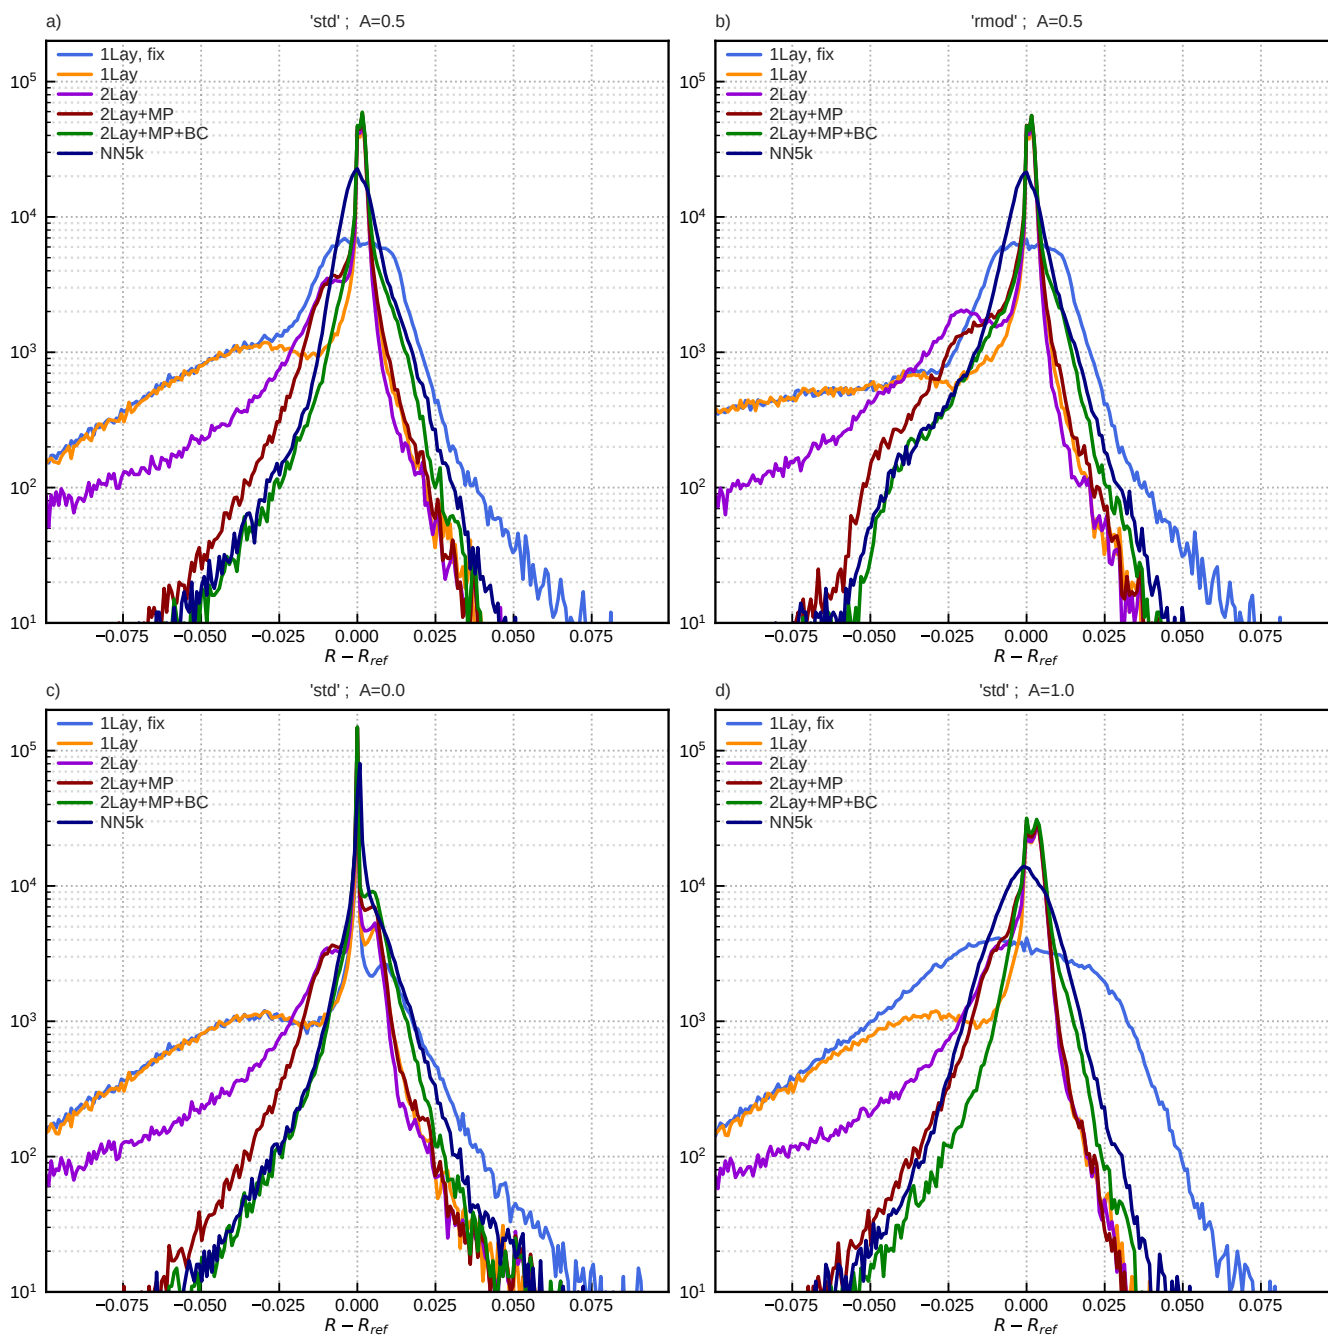 a) 'std' ; A=0.5
1Lay, fix
1Lay
2Lay
2Lay+MP
2Lay+MP+BC
NN5k
10^5
10^4
10^3
10^2
10^1
−0.075 −0.050 −0.025 0.000 0.025 0.050 0.075
R − R_ref
b) 'rmod' ; A=0.5
1Lay, fix
1Lay
2Lay
2Lay+MP
2Lay+MP+BC
NN5k
10^5
10^4
10^3
10^2
10^1
−0.075 −0.050 −0.025 0.000 0.025 0.050 0.075
R − R_ref
c) 'std' ; A=0.0
1Lay, fix
1Lay
2Lay
2Lay+MP
2Lay+MP+BC
NN5k
10^5
10^4
10^3
10^2
10^1
−0.075 −0.050 −0.025 0.000 0.025 0.050 0.075
R − R_ref
d) 'std' ; A=1.0
1Lay, fix
1Lay
2Lay
2Lay+MP
2Lay+MP+BC
NN5k
10^5
10^4
10^3
10^2
10^1
−0.075 −0.050 −0.025 0.000 0.025 0.050 0.075
R − R_ref